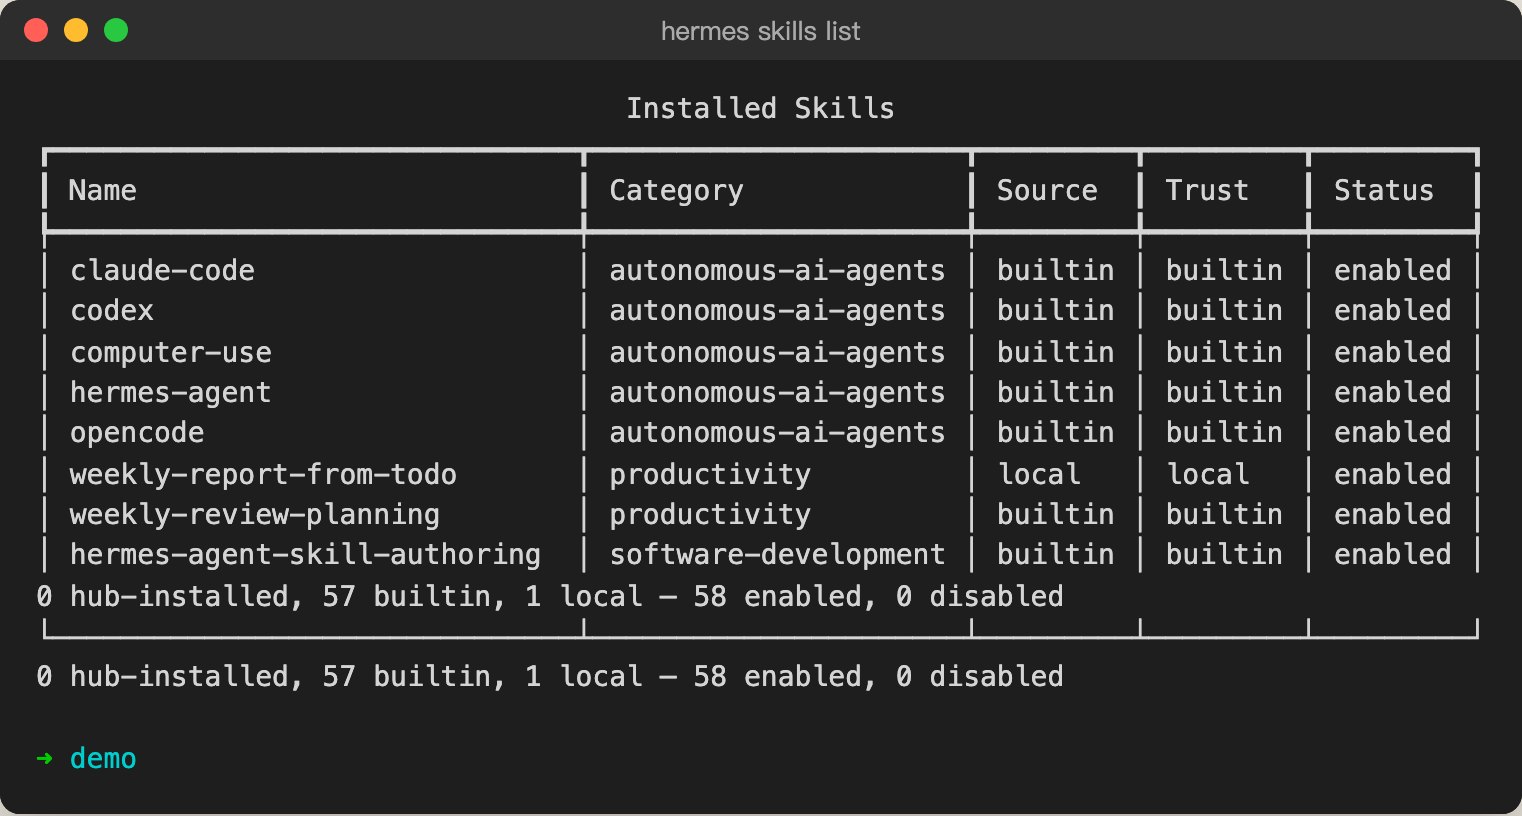 hermes skills list
Installed Skills
Name Category Source Trust Status
claude-code autonomous-ai-agents builtin builtin enabled
codex autonomous-ai-agents builtin builtin enabled
computer-use autonomous-ai-agents builtin builtin enabled
hermes-agent autonomous-ai-agents builtin builtin enabled
opencode autonomous-ai-agents builtin builtin enabled
weekly-report-from-todo productivity local local enabled
weekly-review-planning productivity builtin builtin enabled
hermes-agent-skill-authoring software-development builtin builtin enabled
0 hub-installed, 57 builtin, 1 local — 58 enabled, 0 disabled
0 hub-installed, 57 builtin, 1 local — 58 enabled, 0 disabled
➜ demo